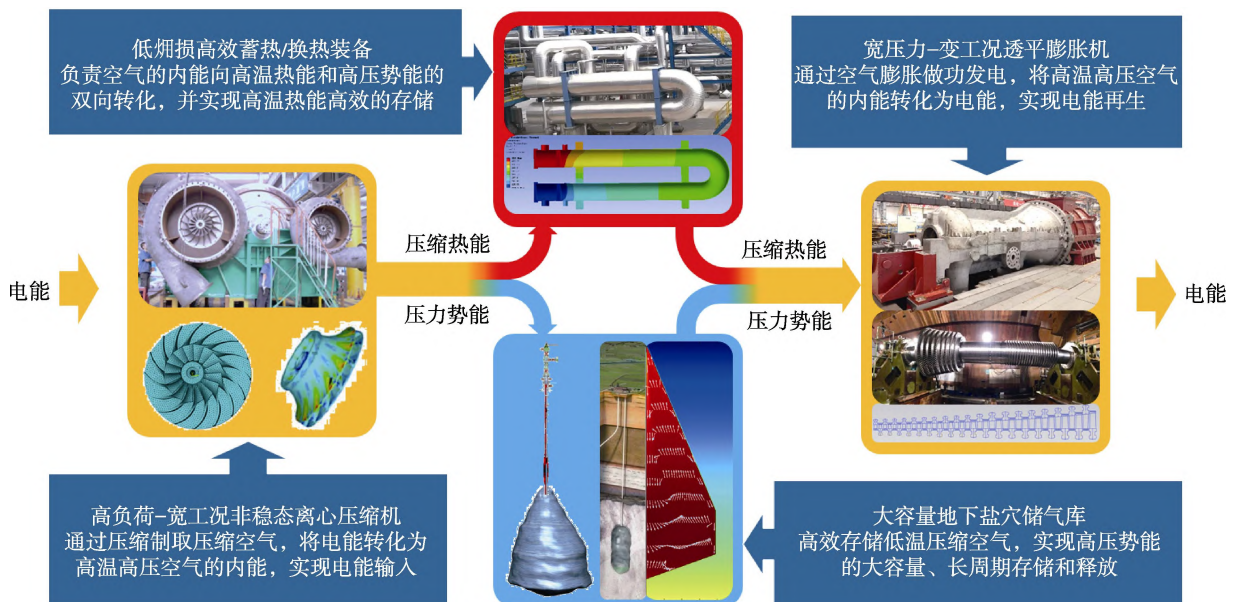 低㶲损高效蓄热/换热装备
负责空气的内能向高温热能和高压势能的
双向转化，并实现高温热能高效的存储
宽压力–变工况透平膨胀机
通过空气膨胀做功发电，将高温高压空气
的内能转化为电能，实现电能再生
压缩热能
压缩热能
电能
电能
压力势能
压力势能
高负荷–宽工况非稳态离心压缩机
通过压缩制取压缩空气，将电能转化为
高温高压空气的内能，实现电能输入
大容量地下盐穴储气库
高效存储低温压缩空气，实现高压势能
的大容量、长周期存储和释放